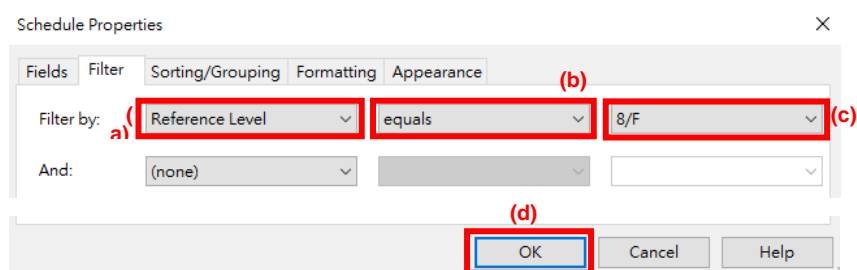 Schedule Properties
Fields Filter Sorting/Grouping Formatting Appearance
(b)
Filter by: (a) Reference Level equals 8/F (c)
And: (none)
(d)
OK Cancel Help